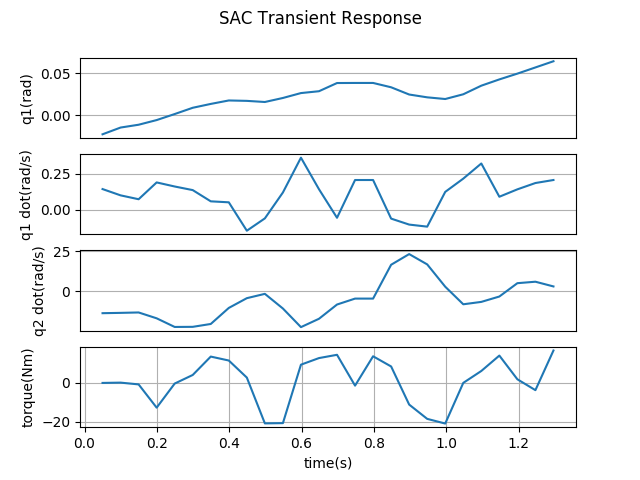 SAC Transient Response
q1(rad)
0.05
0.00
q1 dot(rad/s)
0.25
0.00
q2 dot(rad/s)
25
0
torque(Nm)
0
−20
0.0 0.2 0.4 0.6 0.8 1.0 1.2
time(s)